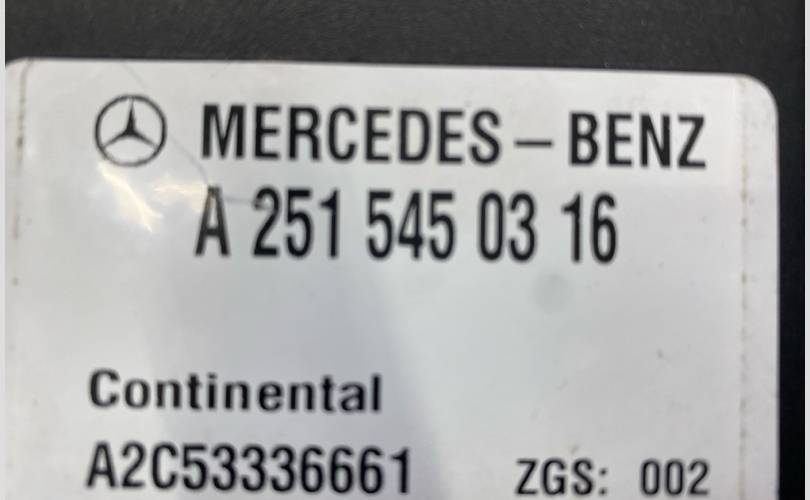 MERCEDES-BENZ
A 251 545 03 16
Continental
A2C53336661 ZGS: 002